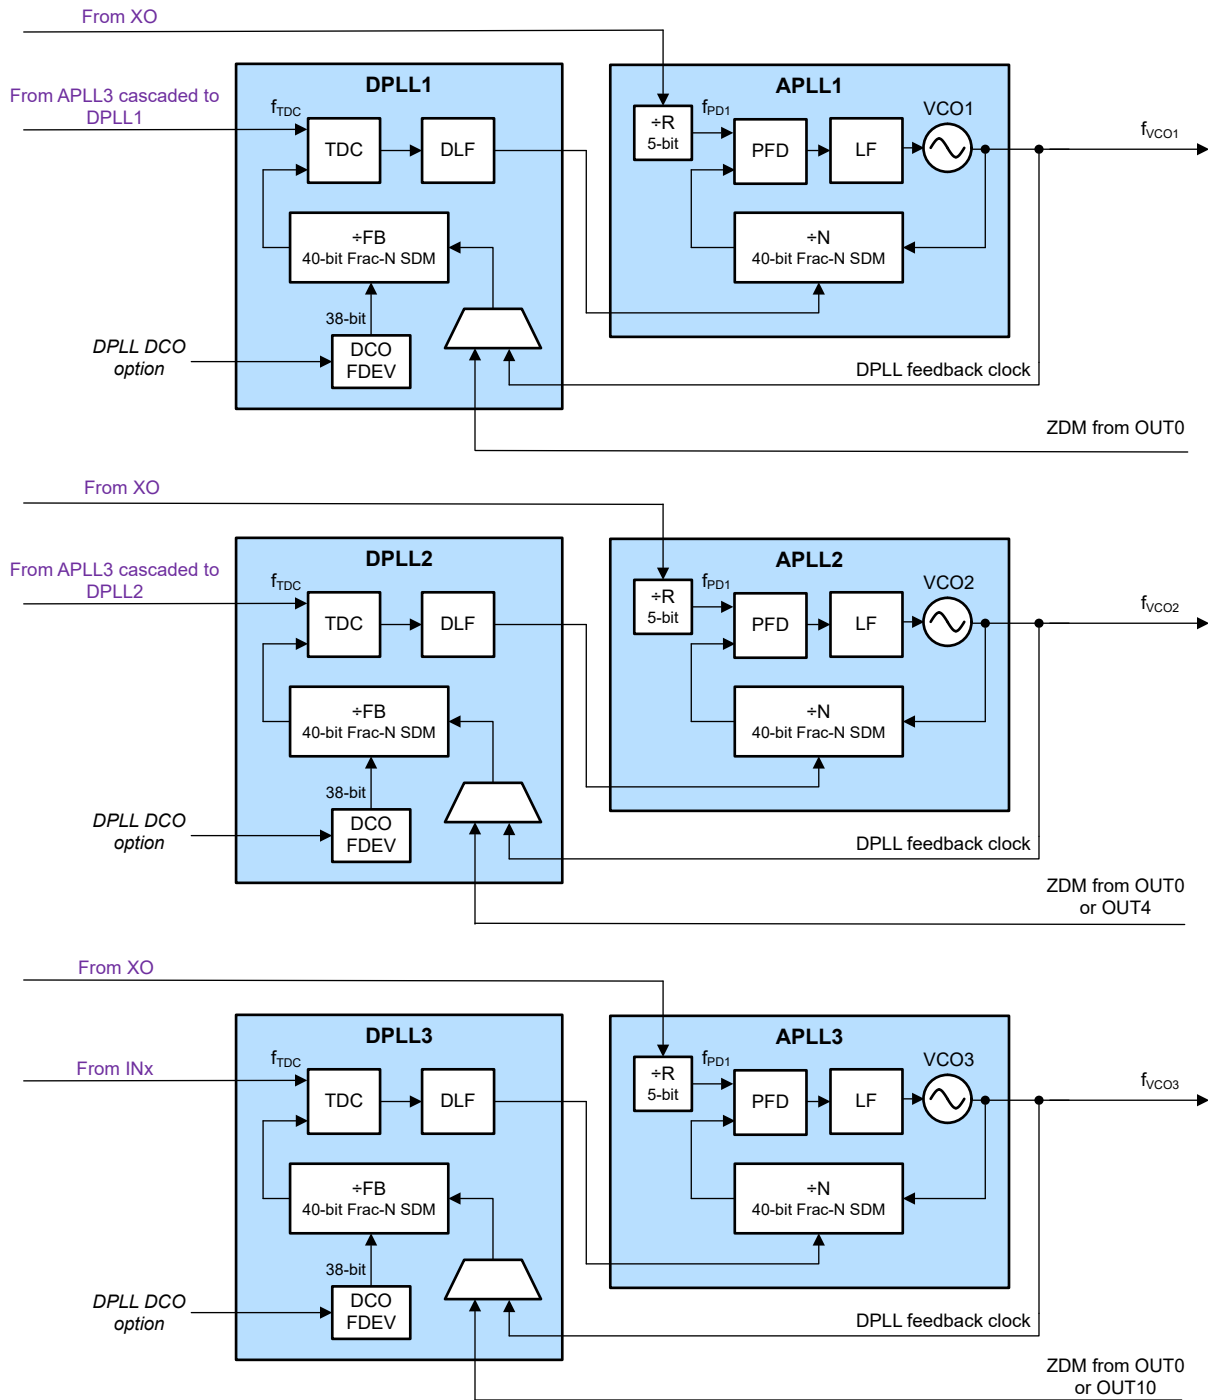 From XO
DPLL1
APLL1
From APLL3 cascaded to
DPLL1
fTDC
TDC
DLF
÷R
5-bit
fPD1
PFD
LF
VCO1
fVCO1
÷FB
40-bit Frac-N SDM
÷N
40-bit Frac-N SDM
38-bit
DPLL DCO
option
DCO
FDEV
DPLL feedback clock
ZDM from OUT0
From XO
DPLL2
APLL2
From APLL3 cascaded to
DPLL2
fTDC
TDC
DLF
÷R
5-bit
fPD1
PFD
LF
VCO2
fVCO2
÷FB
40-bit Frac-N SDM
÷N
40-bit Frac-N SDM
38-bit
DPLL DCO
option
DCO
FDEV
DPLL feedback clock
ZDM from OUT0
or OUT4
From XO
DPLL3
APLL3
From INx
fTDC
TDC
DLF
÷R
5-bit
fPD1
PFD
LF
VCO3
fVCO3
÷FB
40-bit Frac-N SDM
÷N
40-bit Frac-N SDM
38-bit
DPLL DCO
option
DCO
FDEV
DPLL feedback clock
ZDM from OUT0
or OUT10